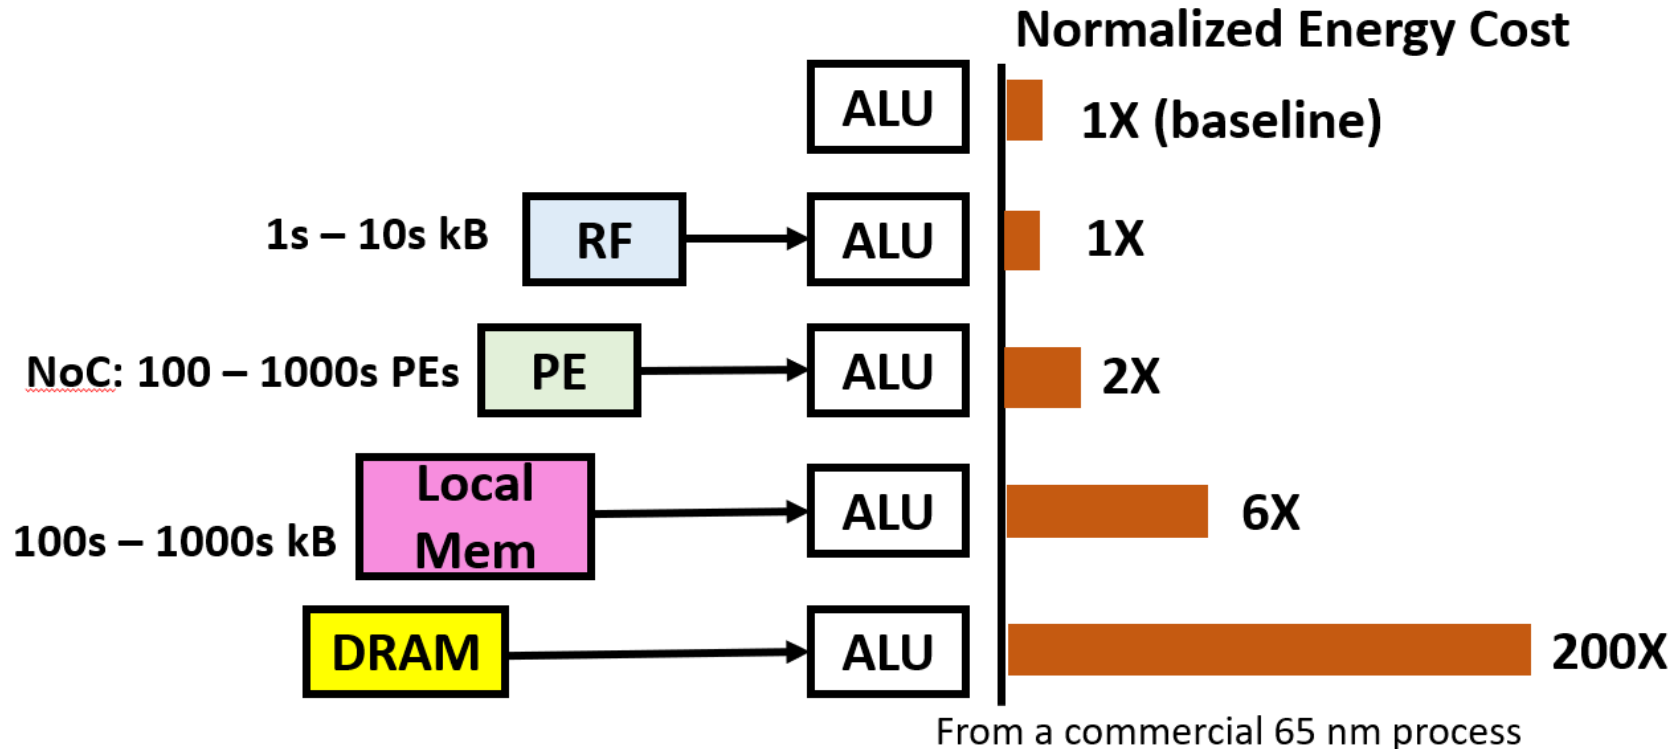 Normalized Energy Cost
ALU
1X (baseline)
1s – 10s kB
RF
ALU
1X
NoC: 100 – 1000s PEs
PE
ALU
2X
100s – 1000s kB
Local
Mem
ALU
6X
DRAM
ALU
200X
From a commercial 65 nm process